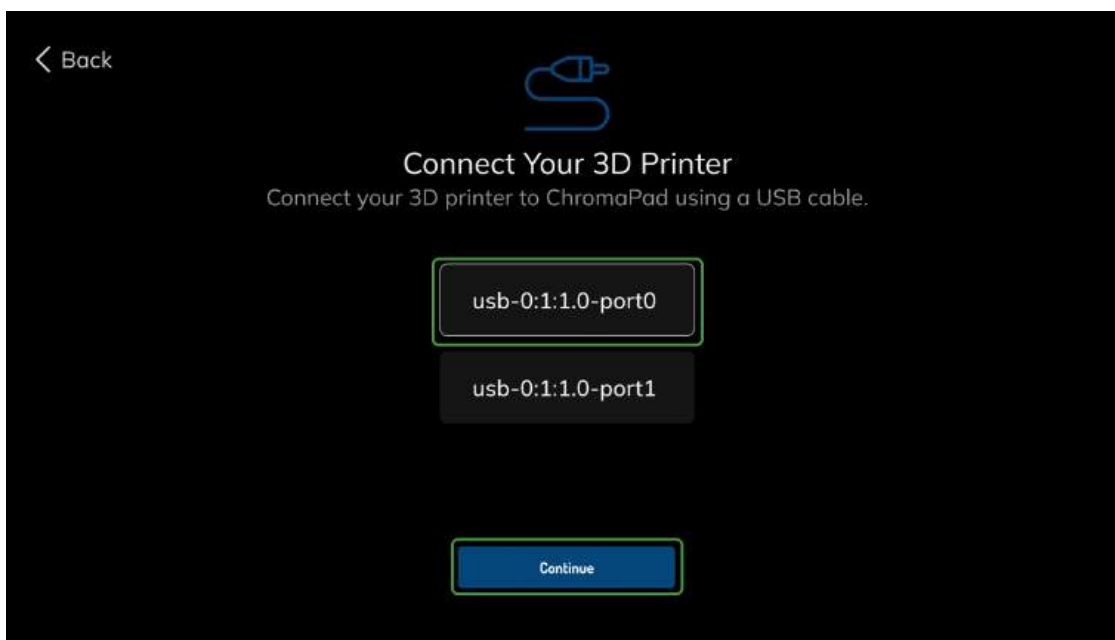 Back
Connect Your 3D Printer
Connect your 3D printer to ChromaPad using a USB cable.
usb-0:1:1.0-port0
usb-0:1:1.0-port1
Continue